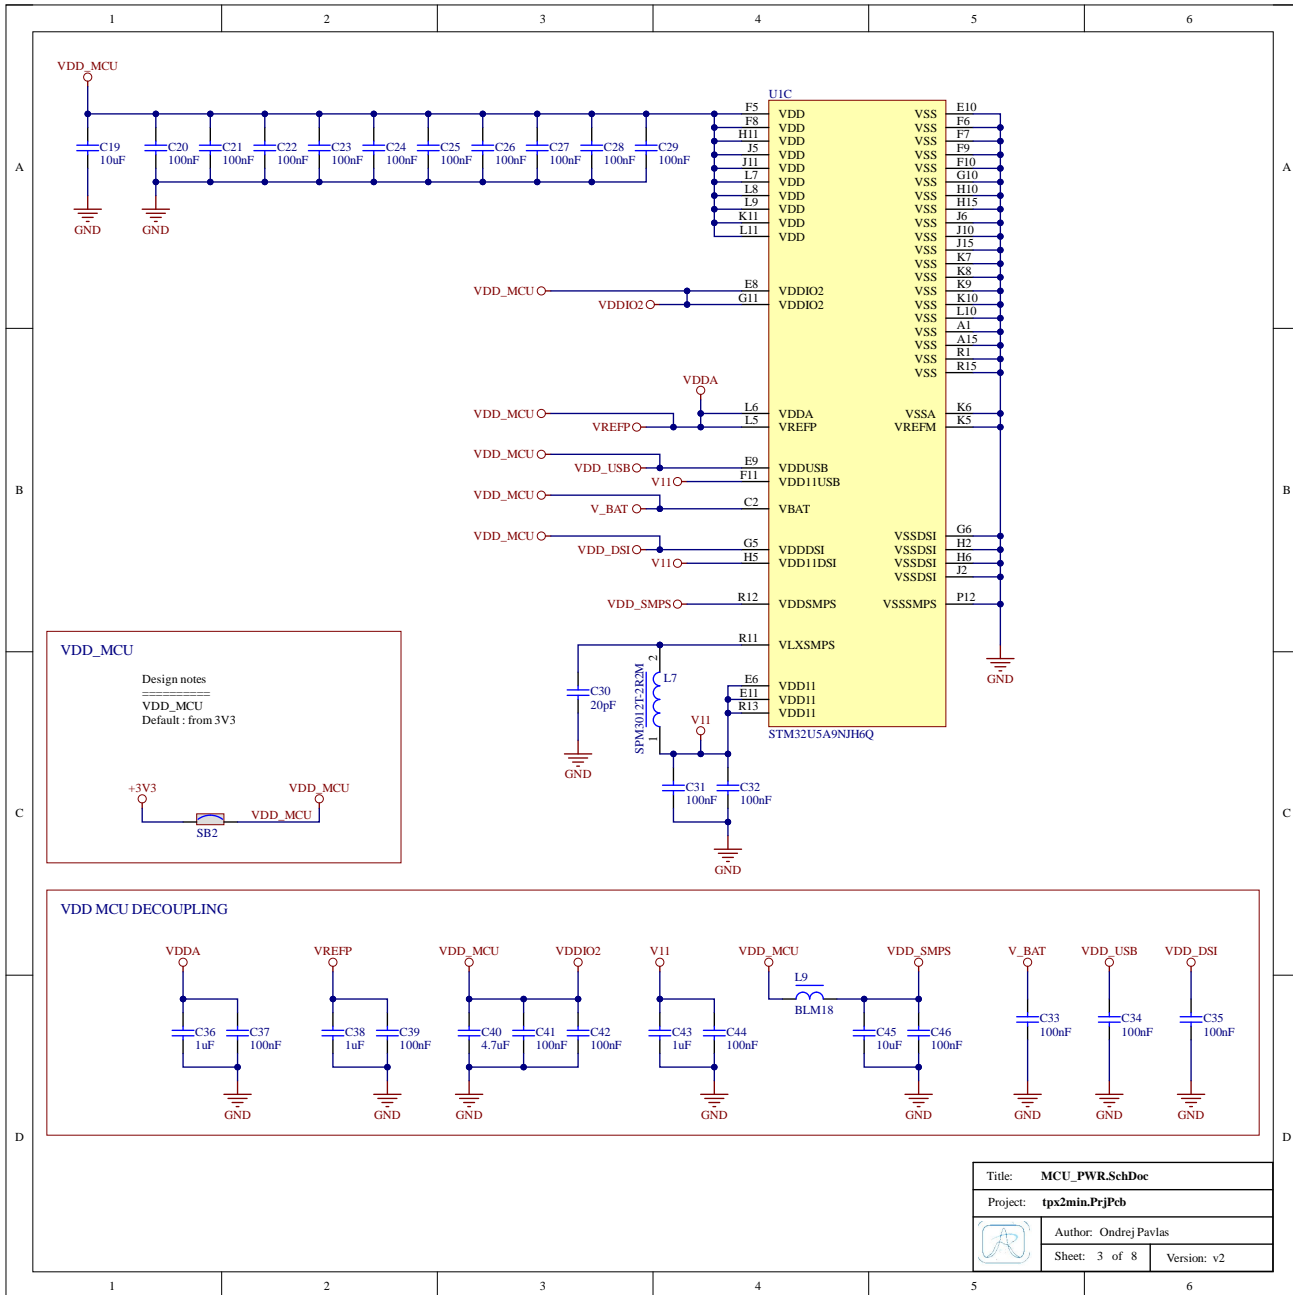 1 2 3 4 5 6
A
B
C
D
A
B
C
D
VDD_MCU
C19
10uF
C20
100nF
C21
100nF
C22
100nF
C23
100nF
C24
100nF
C25
100nF
C26
100nF
C27
100nF
C28
100nF
C29
100nF
GND
GND
U1C
F5 VDD VSS E10
F8 VDD VSS F6
H11 VDD VSS F7
J5 VDD VSS F9
J11 VDD VSS F10
L7 VDD VSS G10
L8 VDD VSS H10
L9 VDD VSS H15
K11 VDD VSS J6
L11 VDD VSS J10
VSS J15
VSS K7
VSS K8
VDD_MCU E8 VDDIO2 VSS K9
VDDIO2 G11 VDDIO2 VSS K10
VSS L10
VSS A1
VSS A15
VSS R1
VSS R15
VDDA
VDD_MCU L6 VDDA VSSA K6
VREFP L5 VREFP VREFM K5
VDD_MCU
VDD_USB E9 VDDUSB
V11 F11 VDD11USB
VDD_MCU
V_BAT C2 VBAT
VDD_MCU VSSDSI G6
VDD_DSI G5 VDDDSI VSSDSI H2
V11 H5 VDD11DSI VSSDSI H6
VSSDSI J2
VDD_SMPS R12 VDDSMPS VSSSMPS P12
R11 VLXSMPS
GND
E6 VDD11
E11 VDD11
R13 VDD11
STM32U5A9NJH6Q
C30
20pF
GND
2
L7
SPM3012T-2R2M
1
V11
C31
100nF
C32
100nF
GND
VDD_MCU
Design notes
==========
VDD_MCU
Default : from 3V3
+3V3
VDD_MCU
VDD_MCU
SB2
VDD MCU DECOUPLING
VDDA
C36
1uF
C37
100nF
GND
VREFP
C38
1uF
C39
100nF
GND
VDD_MCU
VDDIO2
C40
4.7uF
C41
100nF
C42
100nF
GND
V11
C43
1uF
C44
100nF
GND
VDD_MCU
L9
BLM18
VDD_SMPS
C45
10uF
C46
100nF
GND
V_BAT
C33
100nF
GND
VDD_USB
C34
100nF
GND
VDD_DSI
C35
100nF
GND
Title: MCU_PWR.SchDoc
Project: tpx2min.PrjPcb
Author: Ondrej Pavlas
Sheet: 3 of 8 Version: v2
1 2 3 4 5 6